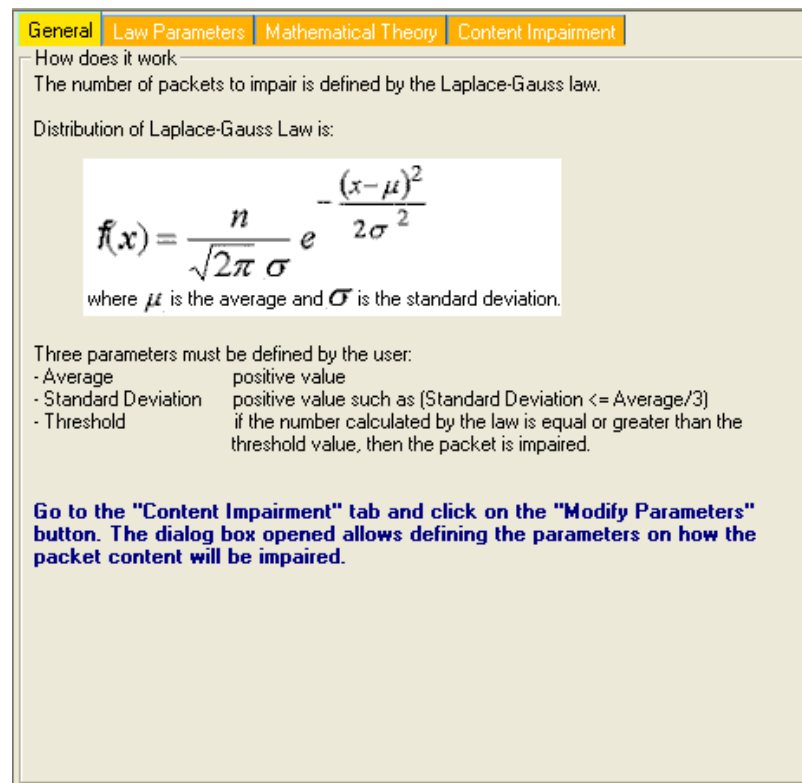 General Law Parameters Mathematical Theory Content Impairment
How does it work
The number of packets to impair is defined by the Laplace-Gauss law.
Distribution of Laplace-Gauss Law is:
f(x) = n / √2π σ e^-(x-μ)²/2σ²
where μ is the average and σ is the standard deviation.
Three parameters must be defined by the user:
- Average positive value
- Standard Deviation positive value such as (Standard Deviation <= Average/3)
- Threshold if the number calculated by the law is equal or greater than the
threshold value, then the packet is impaired.
Go to the "Content Impairment" tab and click on the "Modify Parameters"
button. The dialog box opened allows defining the parameters on how the
packet content will be impaired.